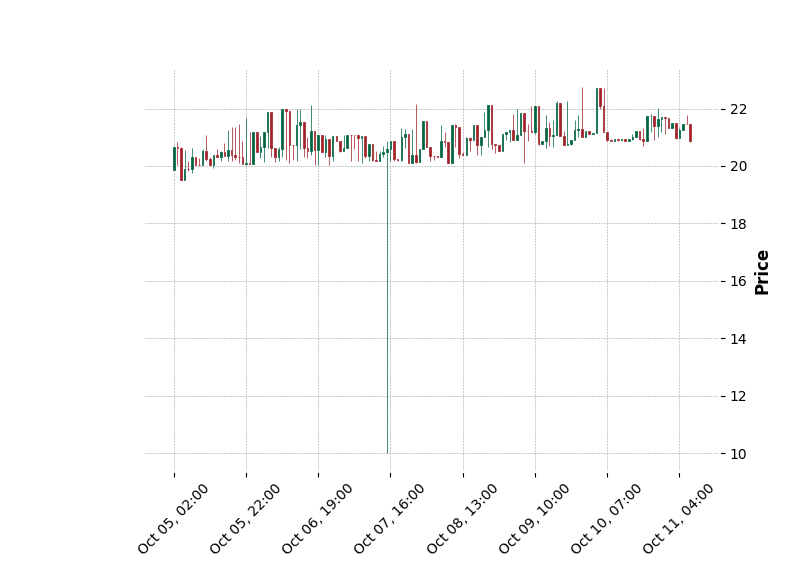 22
20
18
16
14
12
10
Price
Oct 05, 02:00
Oct 05, 22:00
Oct 06, 19:00
Oct 07, 16:00
Oct 08, 13:00
Oct 09, 10:00
Oct 10, 07:00
Oct 11, 04:00